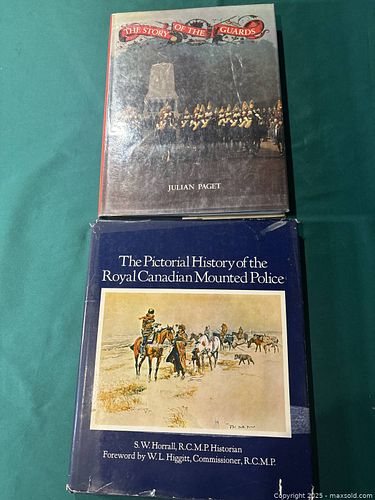 THE STORY OF THE GUARDS
JULIAN PAGET
The Pictorial History of the
Royal Canadian Mounted Police
S. W. Horrall, R.C.M.P. Historian
Foreword by W. L. Higgitt, Commissioner, R.C.M.P.
Copyright 2025 - maxsold.com